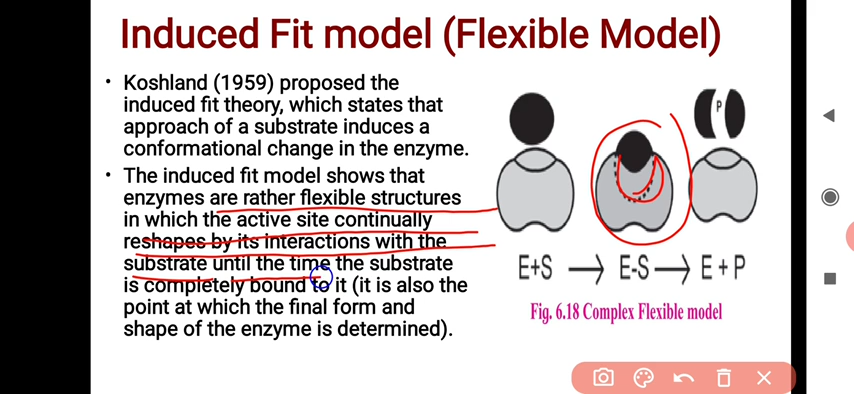 Induced Fit model (Flexible Model)
• Koshland (1959) proposed the
induced fit theory, which states that
approach of a substrate induces a
conformational change in the enzyme.
• The induced fit model shows that
enzymes are rather flexible structures
in which the active site continually
reshapes by its interactions with the
substrate until the time the substrate
is completely bound to it (it is also the
point at which the final form and
shape of the enzyme is determined).
P
E+S → E-S → E + P
Fig. 6.18 Complex Flexible model